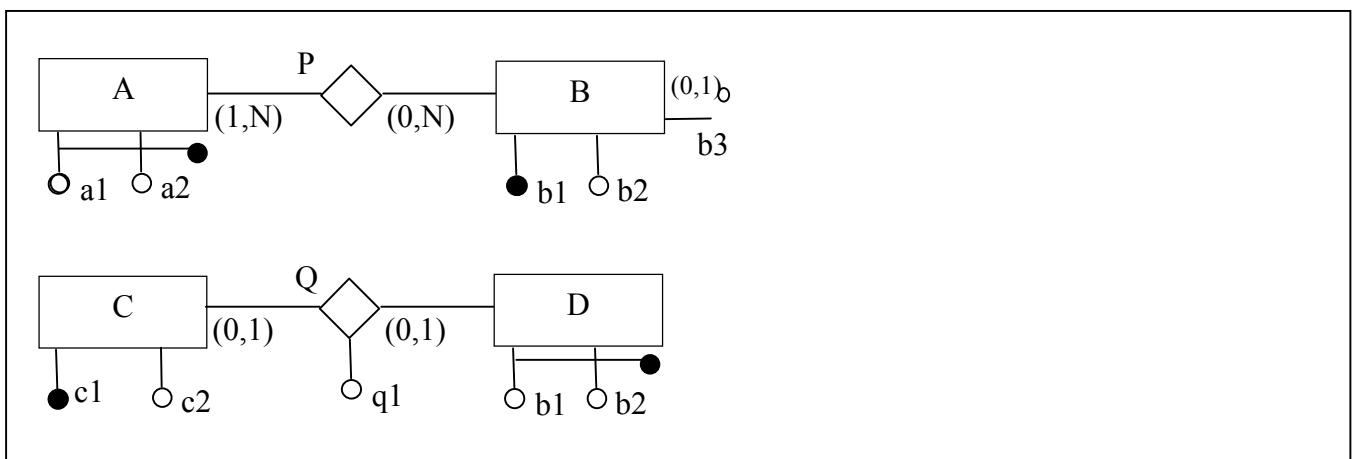 P
A
B
(0,1)
(1,N)
(0,N)
b3
a1
a2
b1
b2
Q
C
D
(0,1)
(0,1)
c1
c2
q1
b1
b2